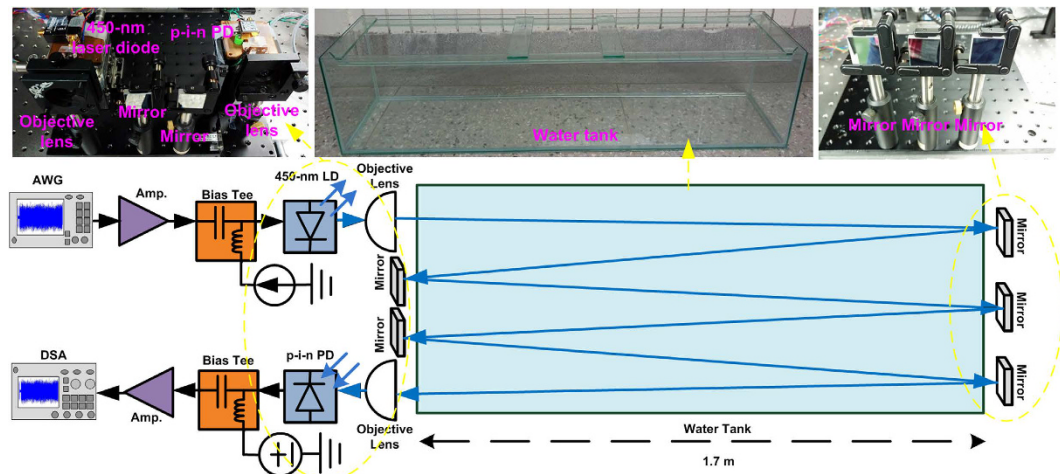 450-nm
laser diode
p-i-n PD
Objective
lens
Mirror
Mirror
Objective
lens
Water tank
Mirror Mirror Mirror
AWG
Amp.
Bias Tee
450-nm LD
Objective
Lens
Mirror
Mirror
Mirror
Mirror
Mirror
DSA
Amp.
Bias Tee
p-i-n PD
Objective
Lens
Water Tank
1.7 m